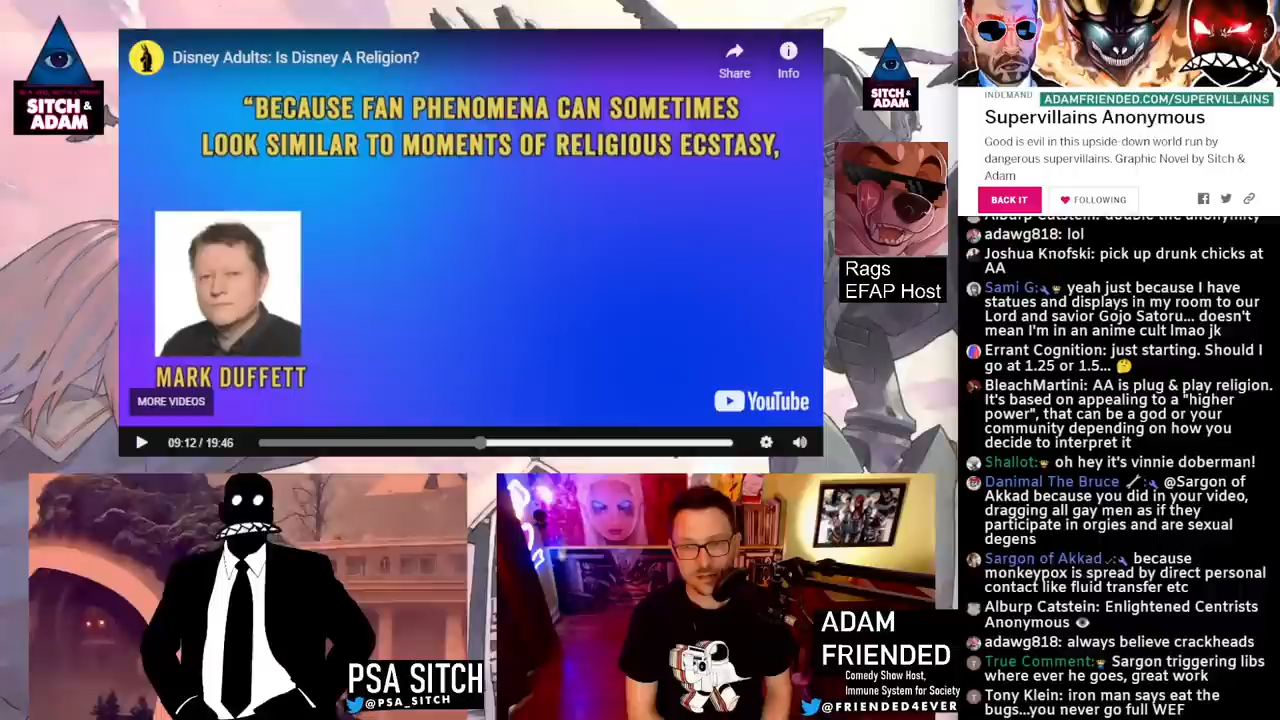 Disney Adults: Is Disney A Religion?
Share
Info
“BECAUSE FAN PHENOMENA CAN SOMETIMES
LOOK SIMILAR TO MOMENTS OF RELIGIOUS ECSTASY,
MARK DUFFETT
MORE VIDEOS
YouTube
09:12 / 19:46
SITCH &
ADAM
SITCH &
ADAM
Rags
EFAP Host
PSA SITCH
@PSA_SITCH
ADAM
FRIENDED
Comedy Show Host,
Immune System for Society
@FRIENDED4EVER
INDEMAND
ADAMFRIENDED.COM/SUPERVILLAINS
Supervillains Anonymous
Good is evil in this upside-down world run by
dangerous supervillains. Graphic Novel by Sitch &
Adam
BACK IT
FOLLOWING
Alburp Catstein: double the anonymity
adawg818: lol
Joshua Knofski: pick up drunk chicks at
AA
Sami G: yeah just because I have
statues and displays in my room to our
Lord and savior Gojo Satoru... doesn't
mean I'm in an anime cult lmao jk
Errant Cognition: just starting. Should I
go at 1.25 or 1.5... 🤔
BleachMartini: AA is plug & play religion.
It's based on appealing to a "higher
power", that can be a god or your
community depending on how you
decide to interpret it
Shallot: oh hey it's vinnie doberman!
Danimal The Bruce: @Sargon of
Akkad because you did in your video,
dragging all gay men as if they
participate in orgies and are sexual
degens
Sargon of Akkad: because
monkeypox is spread by direct personal
contact like fluid transfer etc
Alburp Catstein: Enlightened Centrists
Anonymous 👁
adawg818: always believe crackheads
True Comment: Sargon triggering libs
where ever he goes, great work
Tony Klein: iron man says eat the
bugs...you never go full WEF